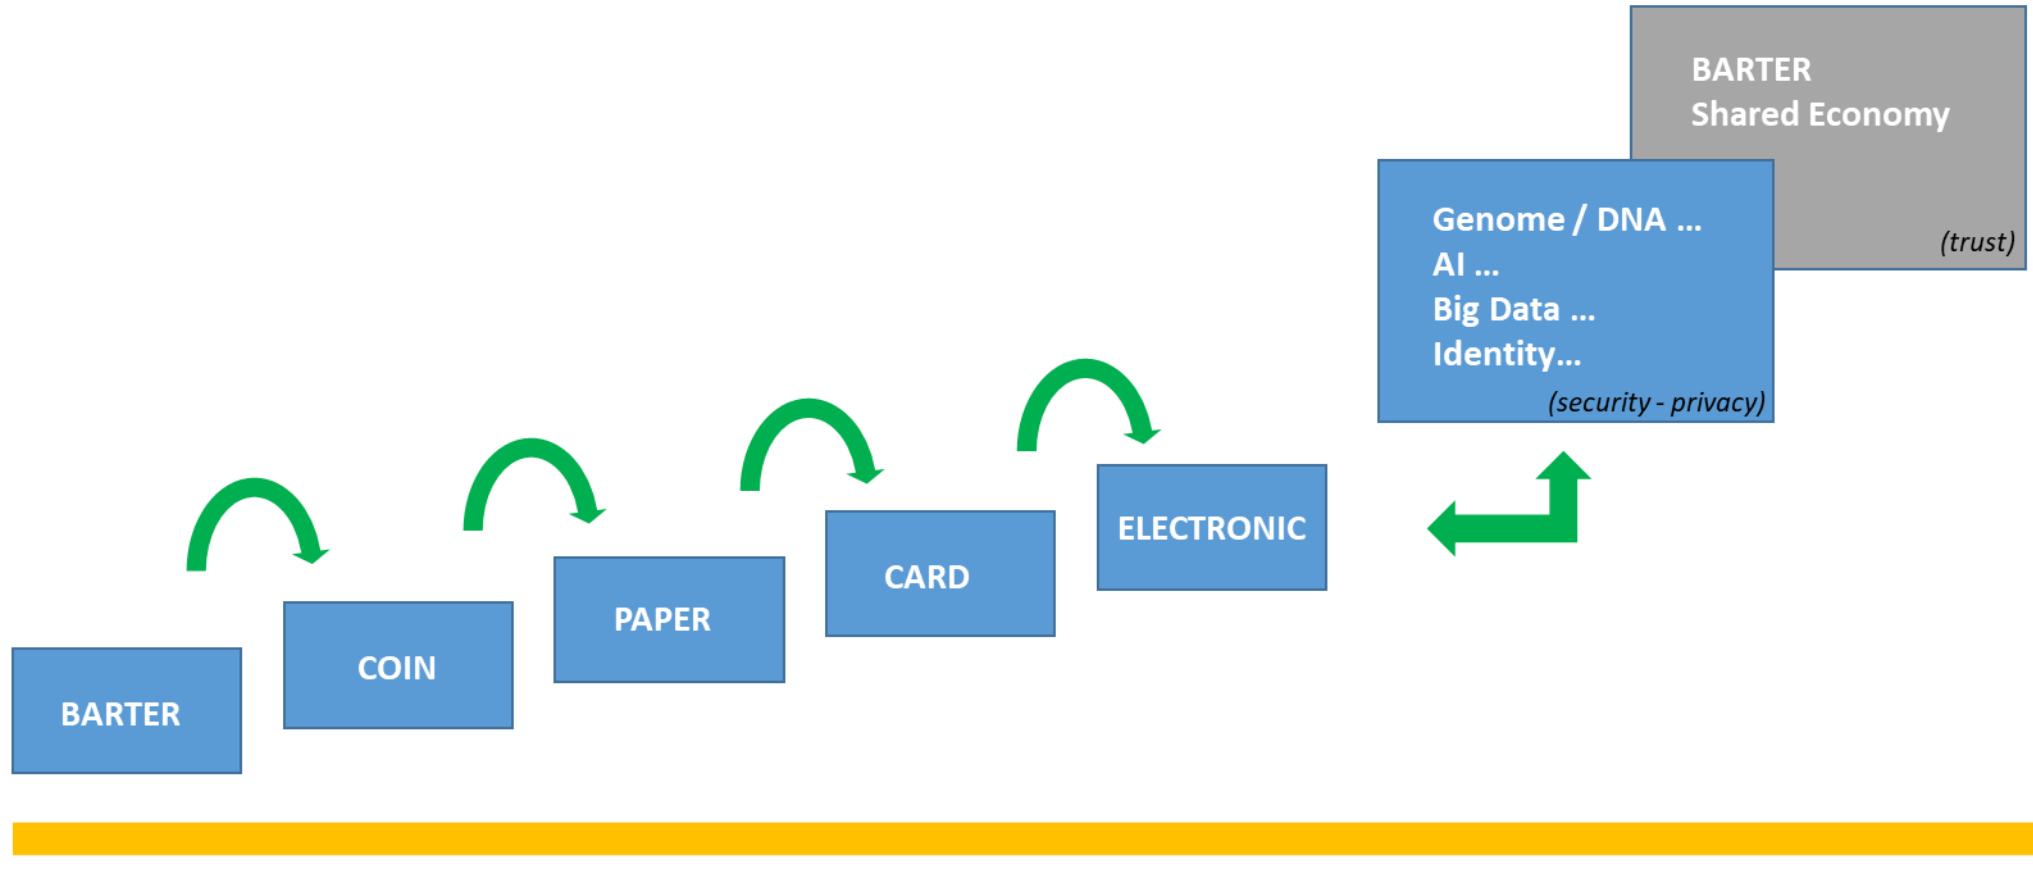 BARTER
Shared Economy
(trust)
Genome / DNA ...
AI ...
Big Data ...
Identity...
(security - privacy)
ELECTRONIC
CARD
PAPER
COIN
BARTER